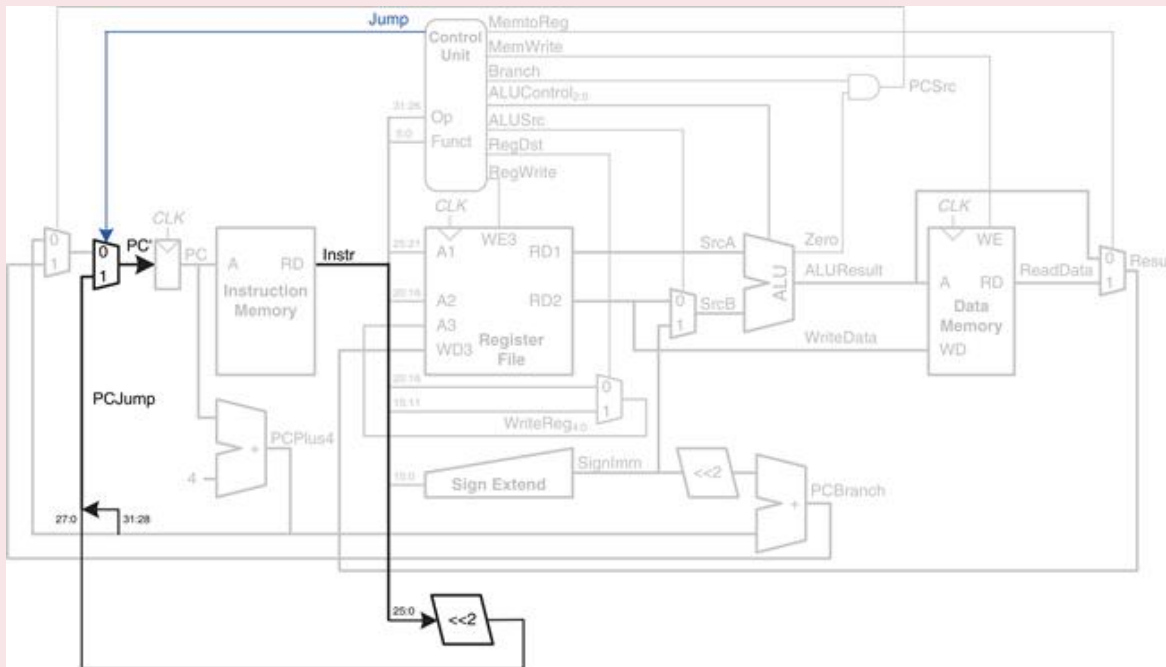 Jump
MemtoReg
Control
Unit
MemWrite
Branch
PCSrc
ALUControl2:0
31:26
Op
ALUSrc
5:0
Funct
RegDst
RegWrite
CLK
CLK
CLK
0
1
0
1
PC'
PC
A
RD
Instruction
Memory
Instr
25:21
A1
WE3
RD1
SrcA
Zero
WE
0
1
Resu
20:16
A2
RD2
0
1
SrcB
ALU
ALUResult
A
RD
ReadData
Data
Memory
A3
WD3
Register
File
WriteData
WD
PCJump
20:16
0
15:11
1
WriteReg4:0
PCPlus4
+
4
SignImm
15:0
Sign Extend
<<2
PCBranch
+
27:0
31:28
25:0
<<2